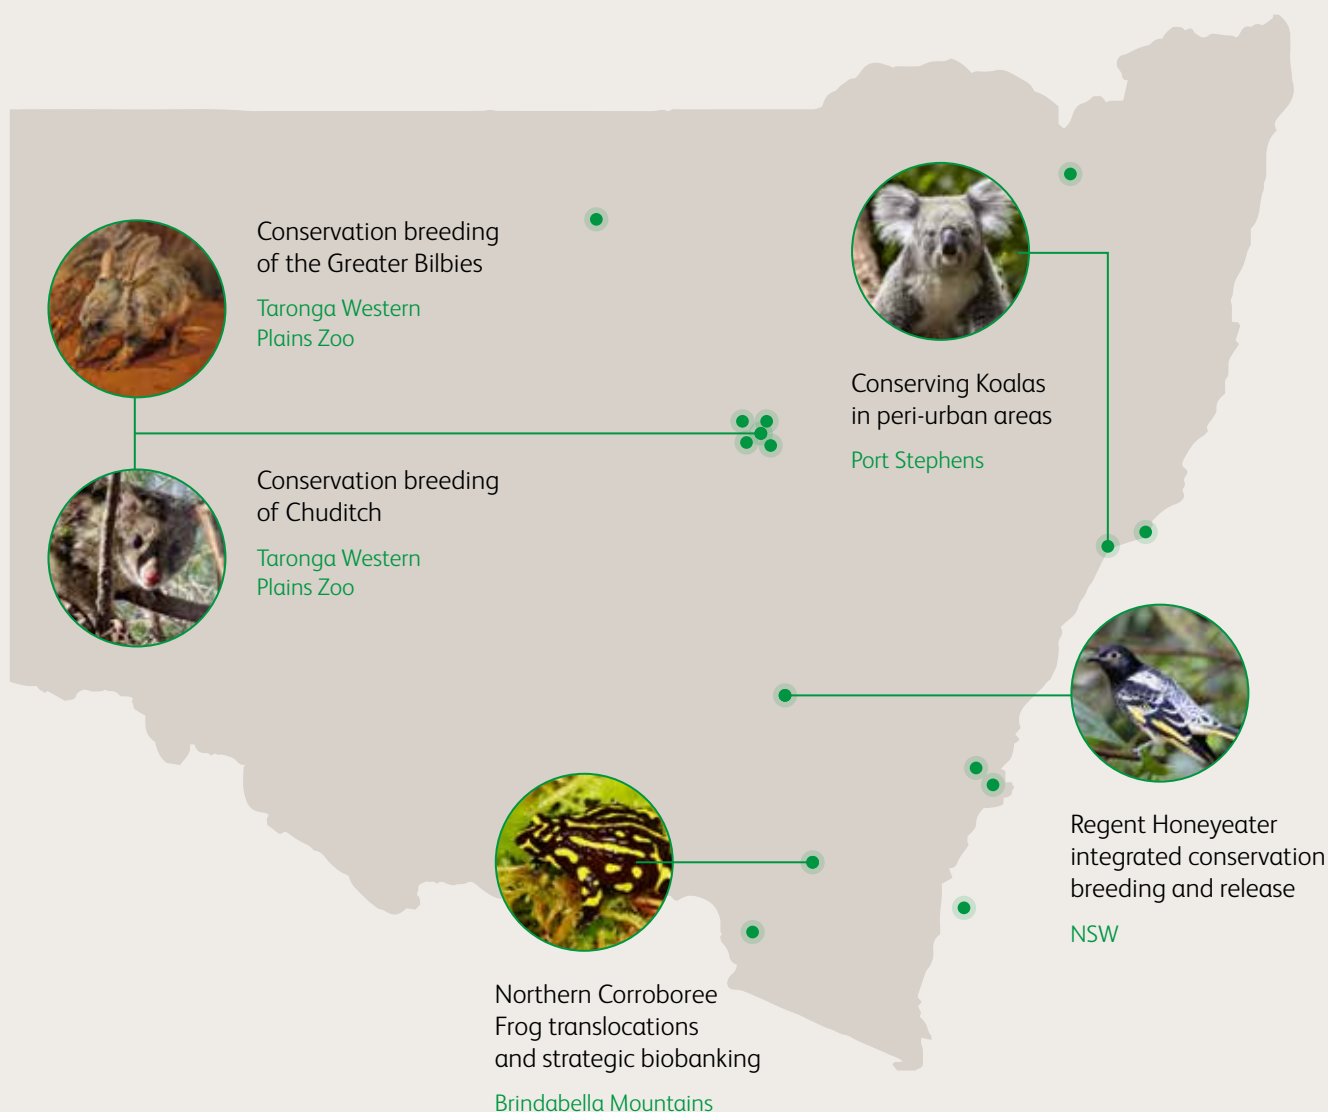 Conservation breeding
of the Greater Bilbies
Taronga Western
Plains Zoo
Conservation breeding
of Chuditch
Taronga Western
Plains Zoo
Conserving Koalas
in peri-urban areas
Port Stephens
Regent Honeyeater
integrated conservation
breeding and release
NSW
Northern Corroboree
Frog translocations
and strategic biobanking
Brindabella Mountains